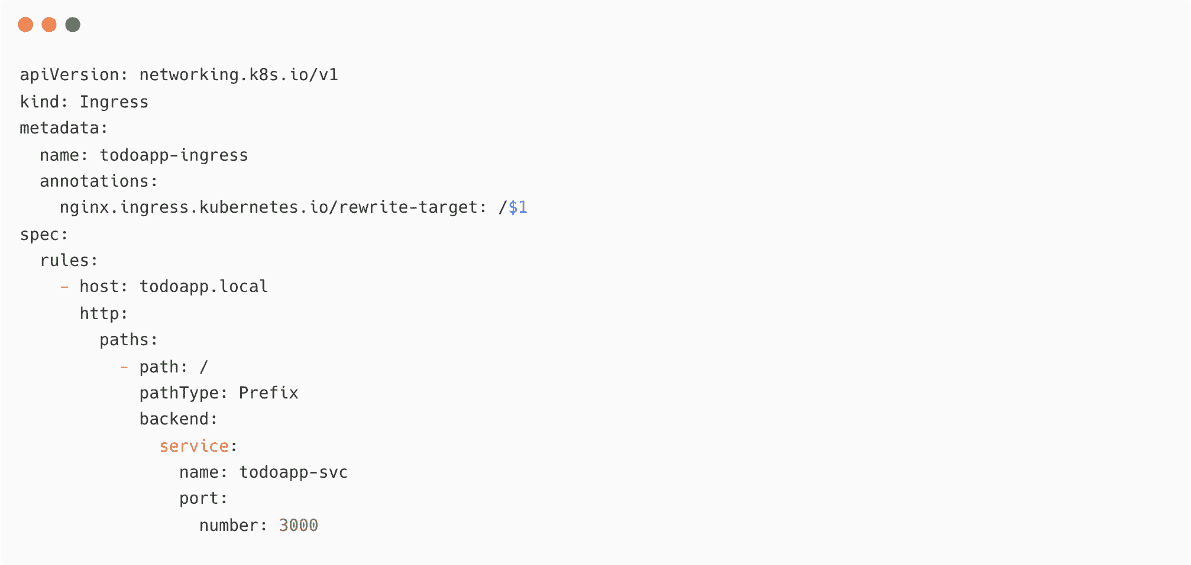 apiVersion: networking.k8s.io/v1
kind: Ingress
metadata:
  name: todoapp-ingress
  annotations:
    nginx.ingress.kubernetes.io/rewrite-target: /$1
spec:
  rules:
    - host: todoapp.local
      http:
        paths:
          - path: /
            pathType: Prefix
            backend:
              service:
                name: todoapp-svc
                port:
                  number: 3000